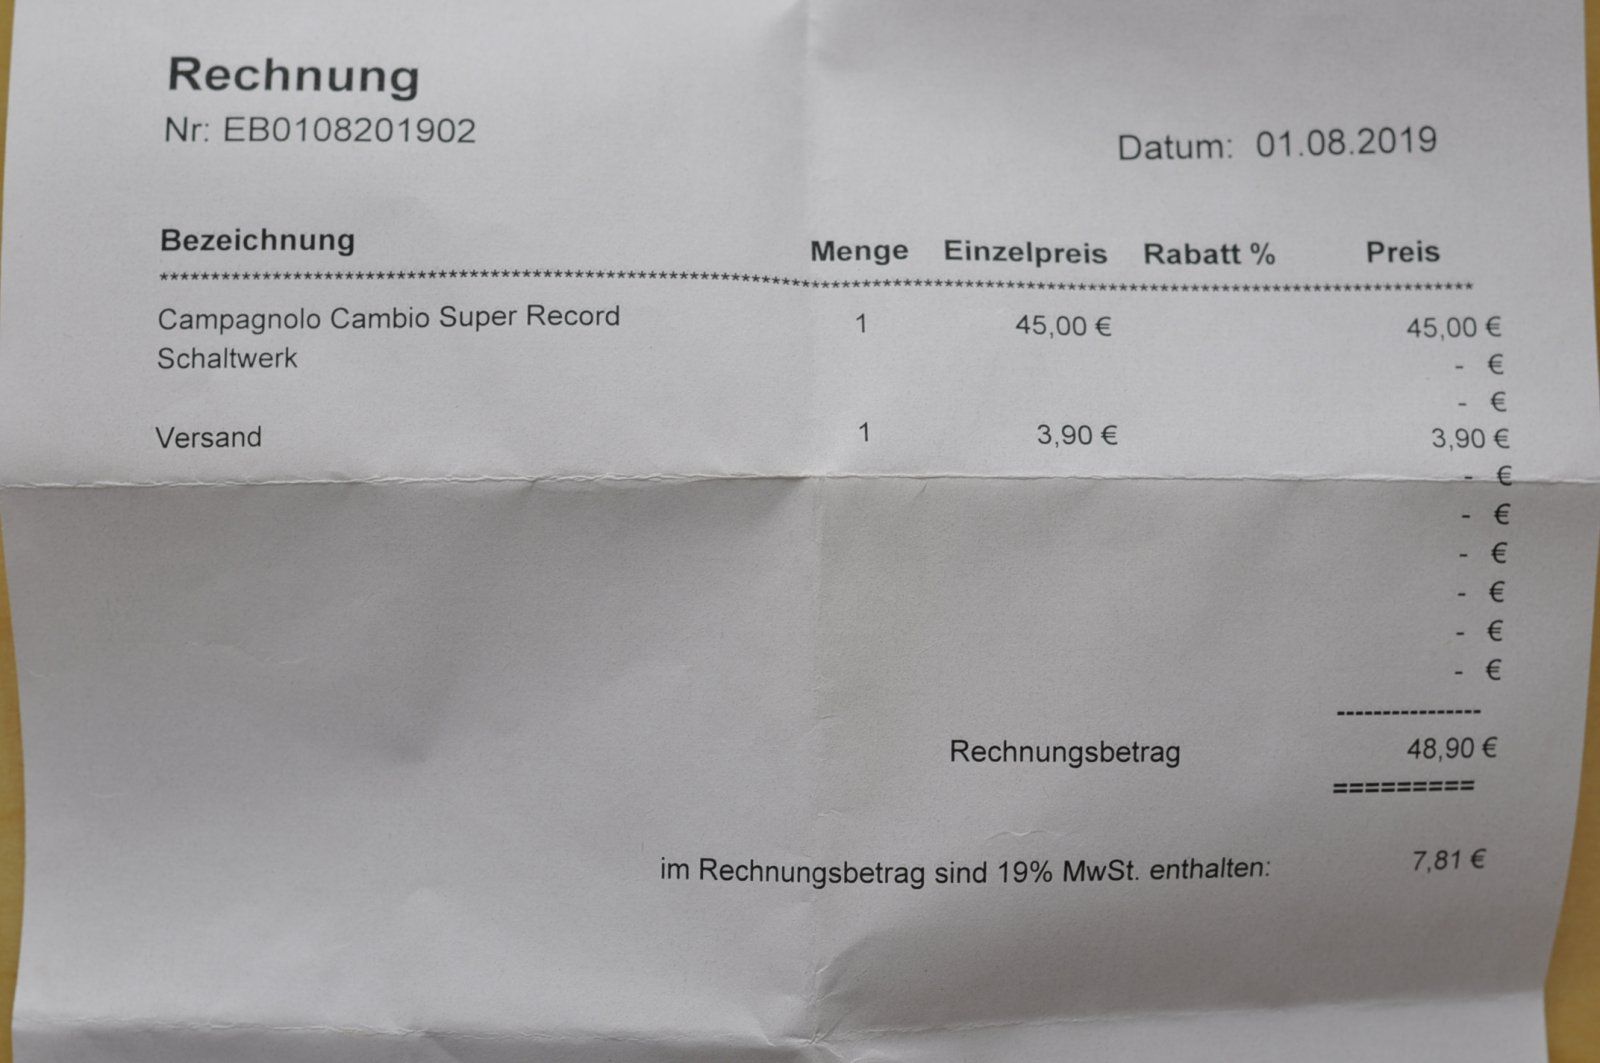 Rechnung
Nr: EB0108201902
Datum: 01.08.2019
Bezeichnung Menge Einzelpreis Rabatt % Preis
********************************************************************************************************************************
Campagnolo Cambio Super Record 1 45,00 € 45,00 €
Schaltwerk - €
- €
Versand 1 3,90 € 3,90 €
- €
- €
- €
- €
- €
- €
----------------
Rechnungsbetrag 48,90 €
=========
im Rechnungsbetrag sind 19% MwSt. enthalten: 7,81 €